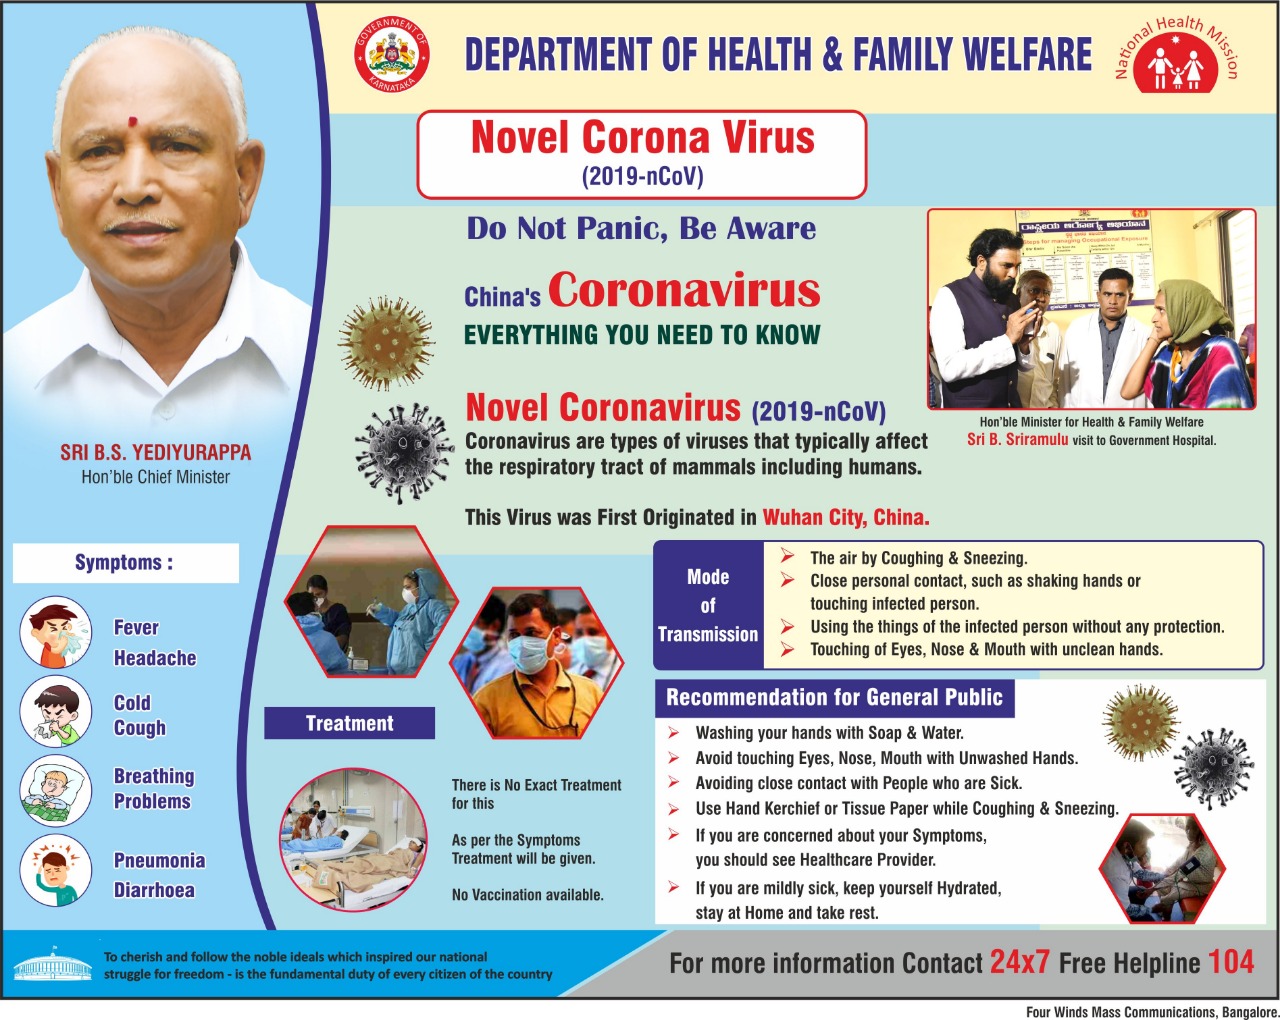 GOVERNMENT OF
KARNATAKA
DEPARTMENT OF HEALTH & FAMILY WELFARE
National Health Mission
Novel Corona Virus
(2019-nCoV)
Do Not Panic, Be Aware
China's Coronavirus
EVERYTHING YOU NEED TO KNOW
Novel Coronavirus (2019-nCoV)
Coronavirus are types of viruses that typically affect
the respiratory tract of mammals including humans.
This Virus was First Originated in Wuhan City, China.
ರಾಷ್ಟ್ರೀಯ ಆರೋಗ್ಯ ಅಭಿಯಾನ
Steps for managing Occupational Exposure
Hon'ble Minister for Health & Family Welfare
Sri B. Sriramulu visit to Government Hospital.
SRI B.S. YEDIYURAPPA
Hon'ble Chief Minister
Symptoms :
Fever
Headache
Cold
Cough
Breathing
Problems
Pneumonia
Diarrhoea
Treatment
There is No Exact Treatment
for this
As per the Symptoms
Treatment will be given.
No Vaccination available.
Mode
of
Transmission
➢ The air by Coughing & Sneezing.
➢ Close personal contact, such as shaking hands or
touching infected person.
➢ Using the things of the infected person without any protection.
➢ Touching of Eyes, Nose & Mouth with unclean hands.
Recommendation for General Public
➢ Washing your hands with Soap & Water.
➢ Avoid touching Eyes, Nose, Mouth with Unwashed Hands.
➢ Avoiding close contact with People who are Sick.
➢ Use Hand Kerchief or Tissue Paper while Coughing & Sneezing.
➢ If you are concerned about your Symptoms,
you should see Healthcare Provider.
➢ If you are mildly sick, keep yourself Hydrated,
stay at Home and take rest.
To cherish and follow the noble ideals which inspired our national
struggle for freedom - is the fundamental duty of every citizen of the country
For more information Contact 24x7 Free Helpline 104
Four Winds Mass Communications, Bangalore.